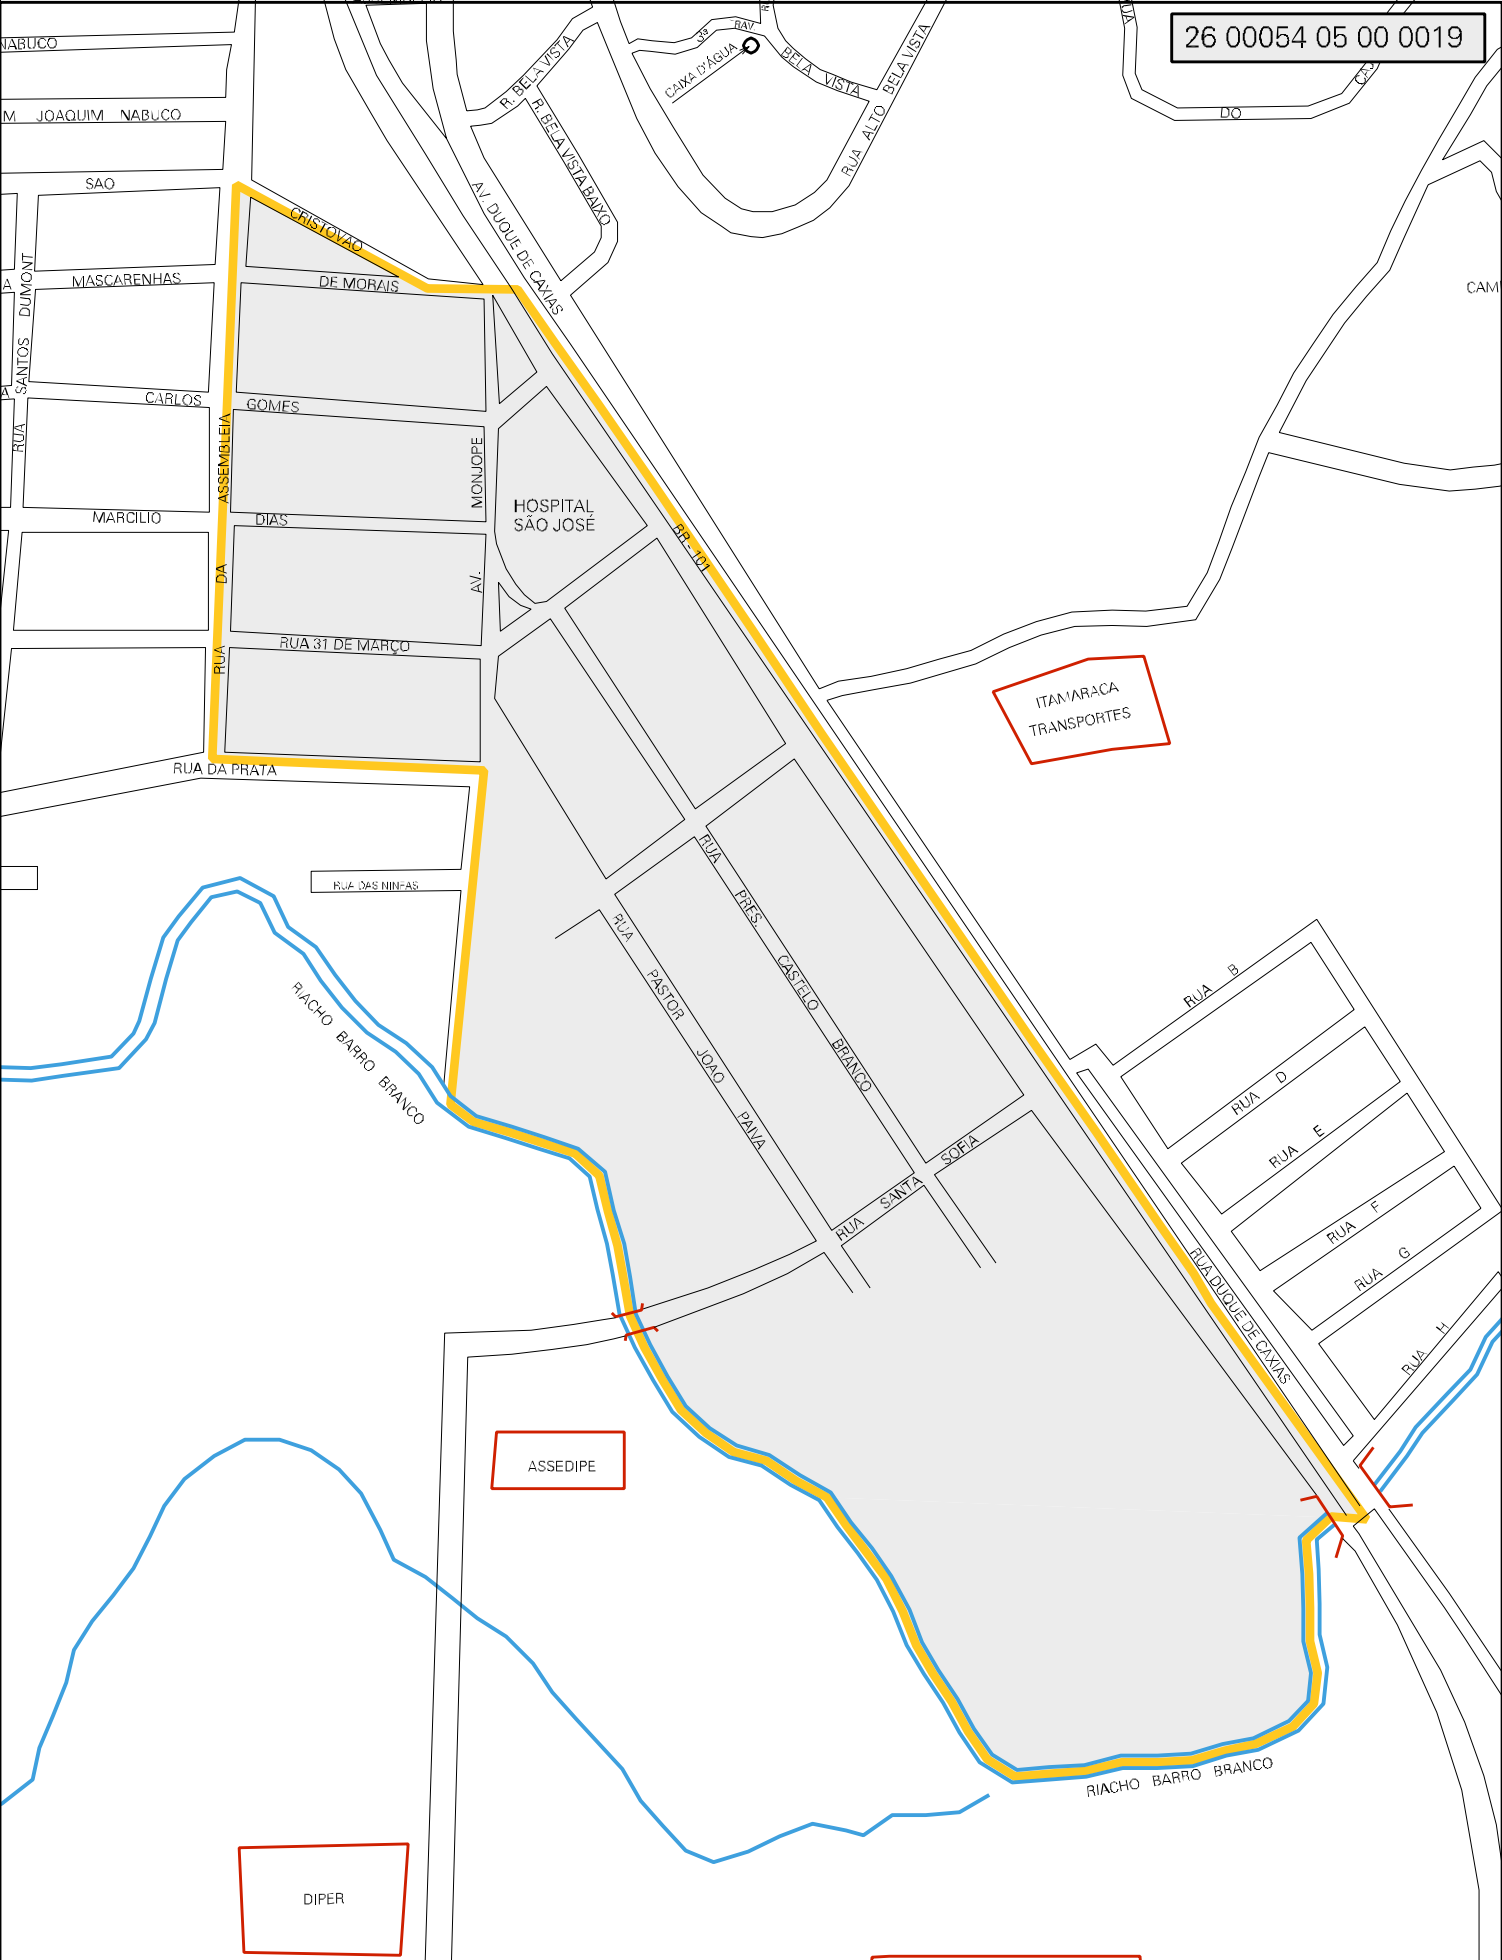 26 00054 05 00 0019
NABUCO
M JOAQUIM NABUCO
SAO
CRISTOVAO
MASCARENHAS
DE MORAIS
CARLOS
GOMES
MARCILIO
DIAS
RUA 31 DE MARÇO
RUA DA PRATA
RUA DAS NINFAS
RUA SANTOS DUMONT
RUA DA ASSEMBLEIA
AV. MONJOPE
HOSPITAL
SÃO JOSÉ
R. BELA VISTA
R. BELA VISTA BAIXO
AV. DUQUE DE CAXIAS
3ª
CAIXA D'ÁGUA
BELA VISTA
RUA ALTO BELA VISTA
RUA
DO
BR - 101
ITAMARACA
TRANSPORTES
RUA PRES. CASTELO BRANCO
RUA PASTOR JOAO PAIVA
RUA SANTA SOFIA
RIACHO BARRO BRANCO
RUA B
RUA D
RUA E
RUA F
RUA G
RUA H
RUA DUQUE DE CAXIAS
ASSEDIPE
RIACHO BARRO BRANCO
DIPER